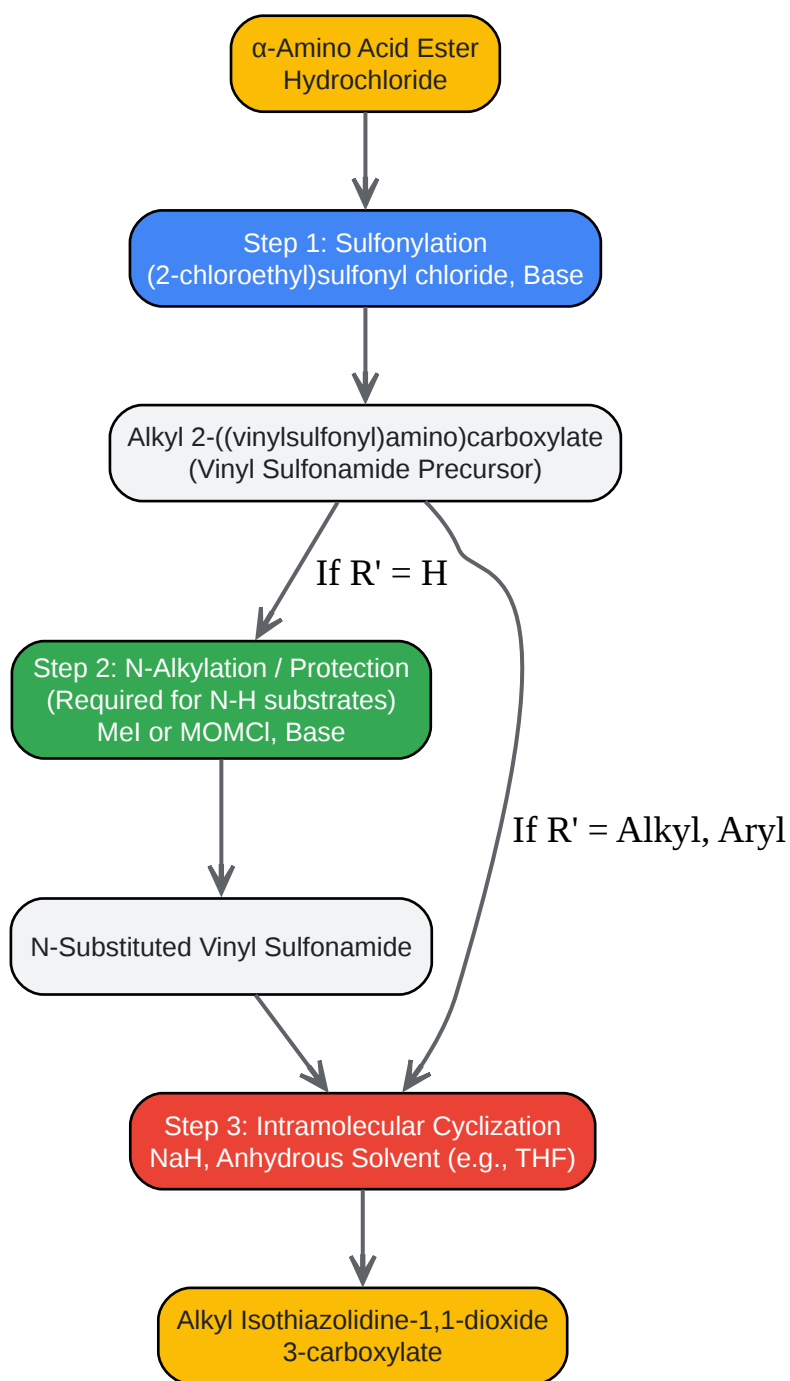 α-Amino Acid Ester
Hydrochloride
Step 1: Sulfonylation
(2-chloroethyl)sulfonyl chloride, Base
Alkyl 2-((vinylsulfonyl)amino)carboxylate
(Vinyl Sulfonamide Precursor)
If R' = H
Step 2: N-Alkylation / Protection
(Required for N-H substrates)
MeI or MOMCl, Base
If R' = Alkyl, Aryl
N-Substituted Vinyl Sulfonamide
Step 3: Intramolecular Cyclization
NaH, Anhydrous Solvent (e.g., THF)
Alkyl Isothiazolidine-1,1-dioxide
3-carboxylate